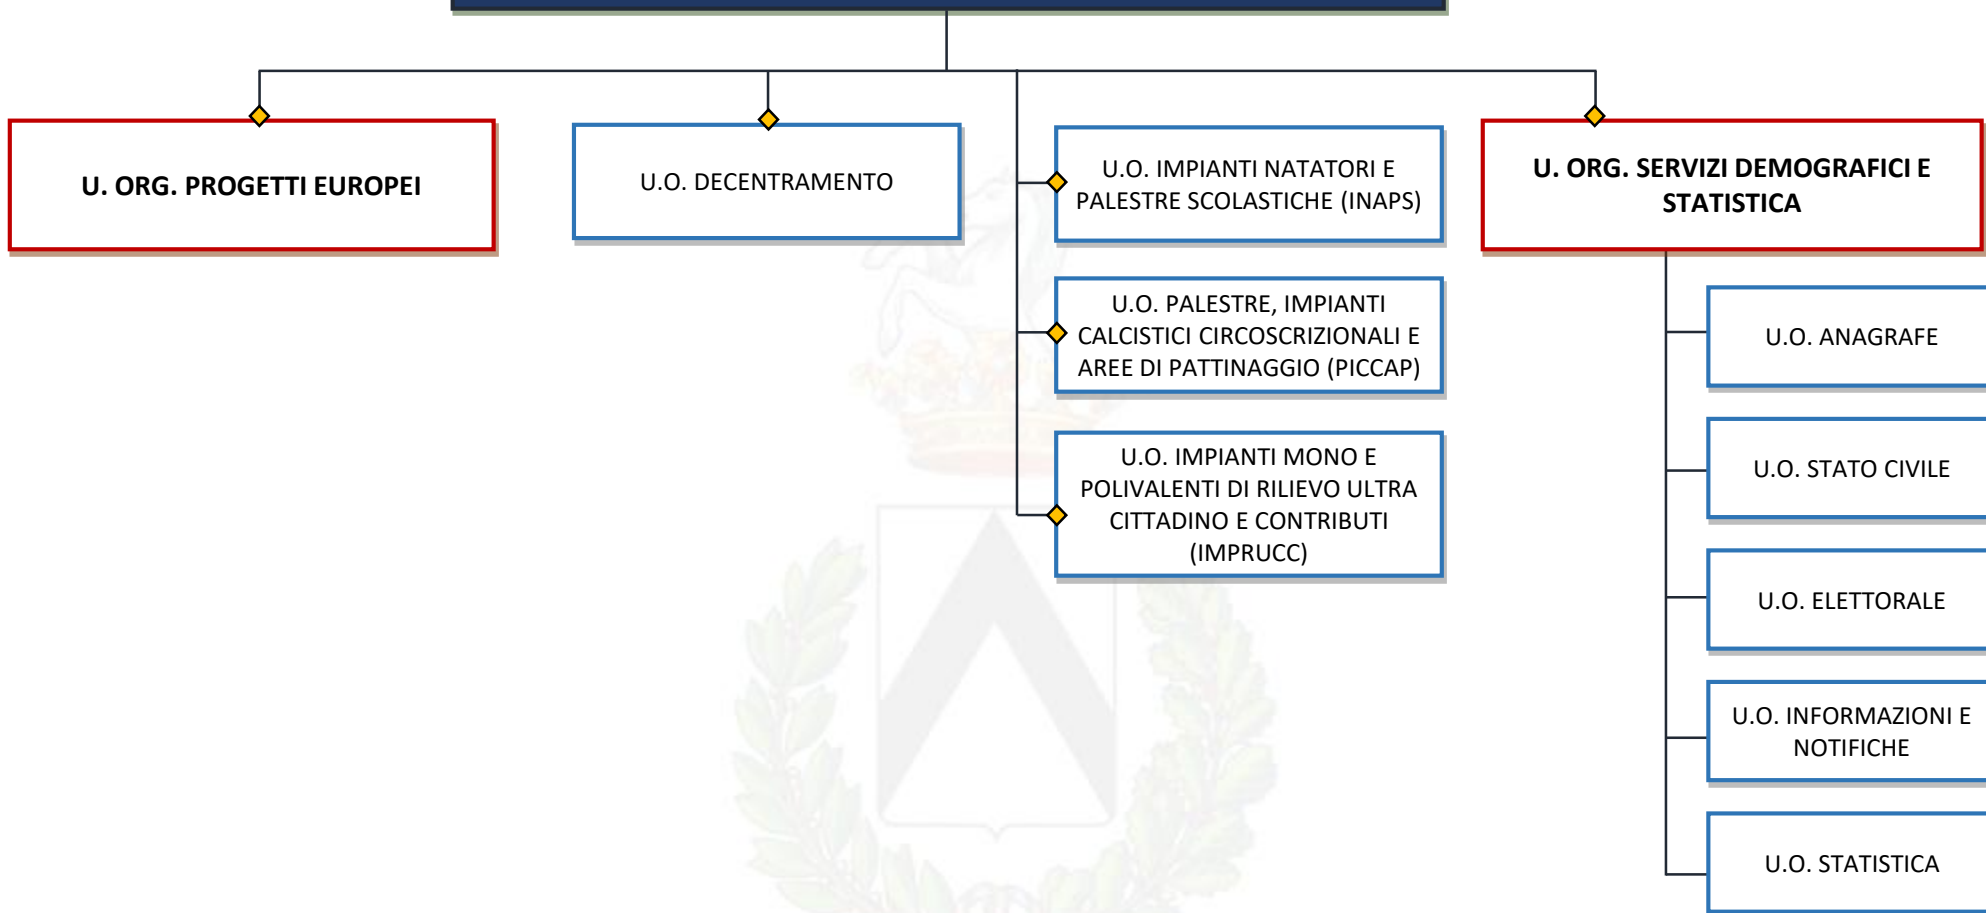 U. ORG. PROGETTI EUROPEI
U.O. DECENTRAMENTO
U.O. IMPIANTI NATATORI E
PALESTRE SCOLASTICHE (INAPS)
U.O. PALESTRE, IMPIANTI
CALCISTICI CIRCOSCRIZIONALI E
AREE DI PATTINAGGIO (PICCAP)
U.O. IMPIANTI MONO E
POLIVALENTI DI RILIEVO ULTRA
CITTADINO E CONTRIBUTI
(IMPRUCC)
U. ORG. SERVIZI DEMOGRAFICI E
STATISTICA
U.O. ANAGRAFE
U.O. STATO CIVILE
U.O. ELETTORALE
U.O. INFORMAZIONI E
NOTIFICHE
U.O. STATISTICA